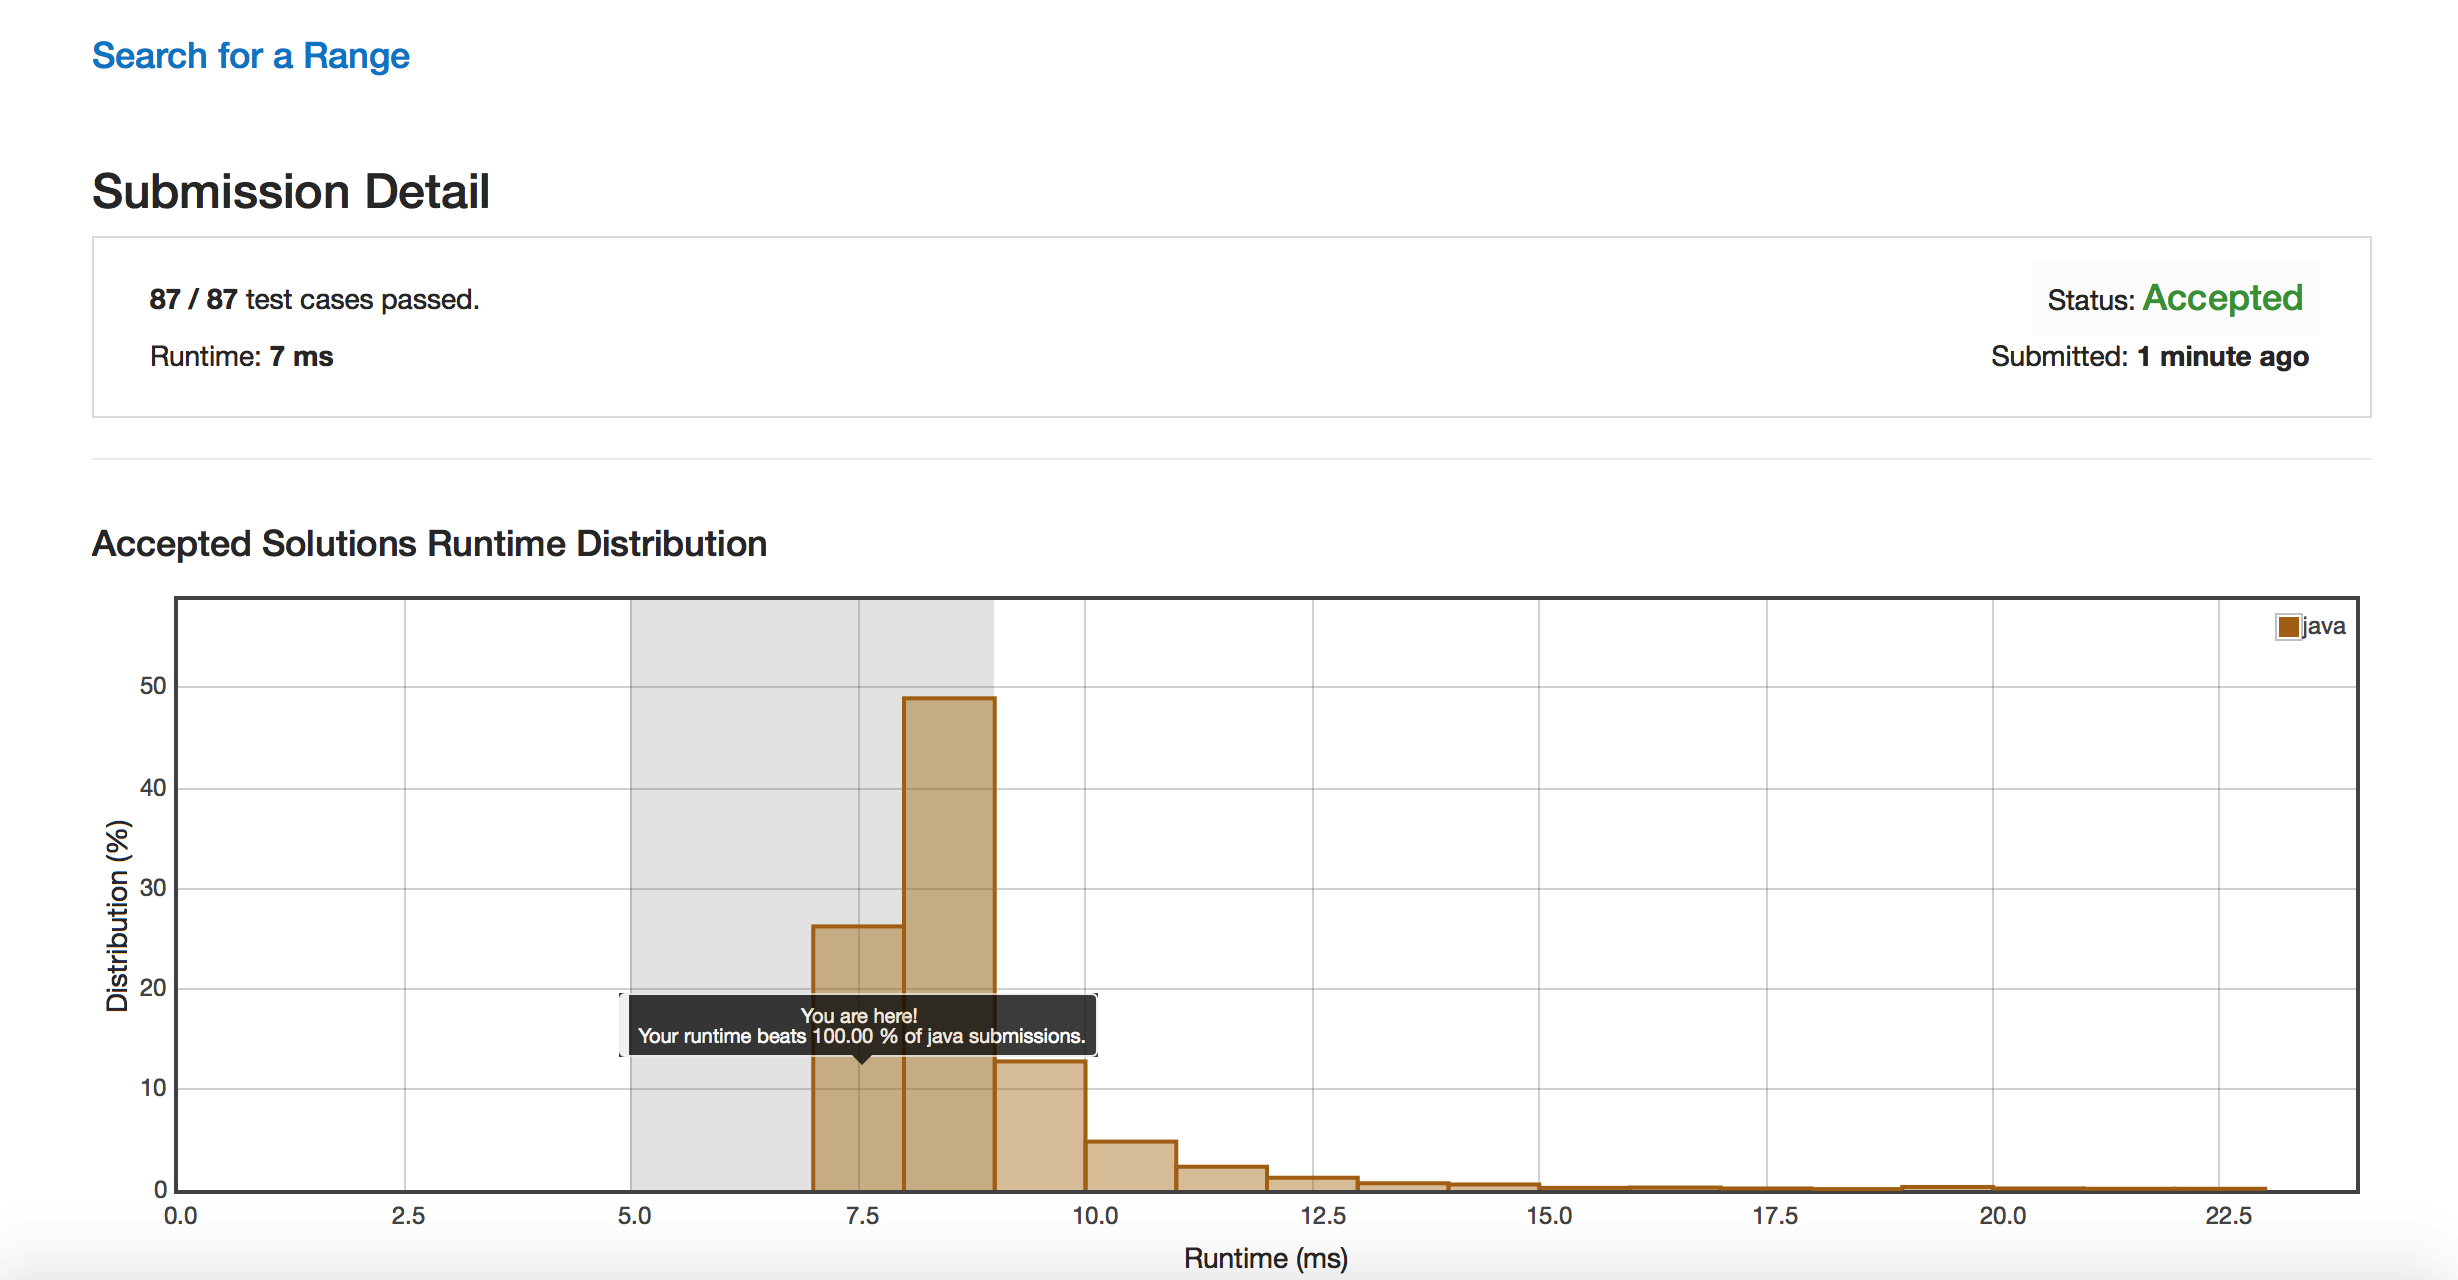 Search for a Range
Submission Detail
87 / 87 test cases passed.
Status: Accepted
Runtime: 7 ms
Submitted: 1 minute ago
Accepted Solutions Runtime Distribution
java
50
40
30
20
10
0
Distribution (%)
You are here!
Your runtime beats 100.00 % of java submissions.
0.0 2.5 5.0 7.5 10.0 12.5 15.0 17.5 20.0 22.5
Runtime (ms)